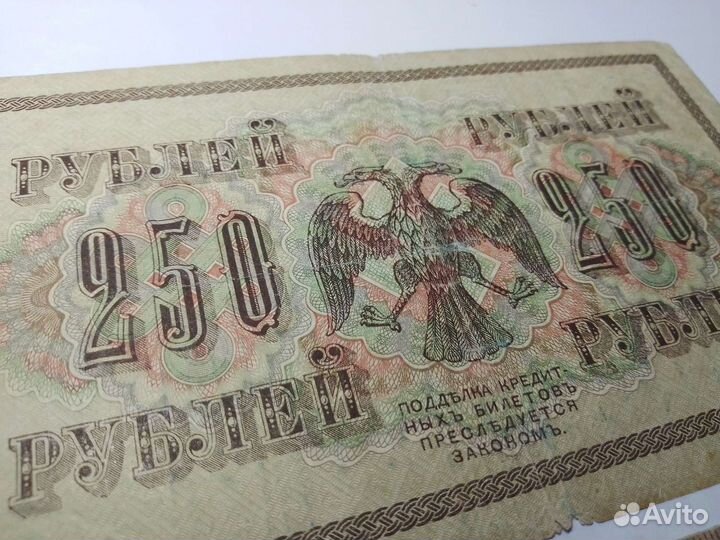 РУБЛЕЙ
РУБЛЕЙ
250
250
РУБЛЕЙ
РУБЛ
ПОДДѢЛКА КРЕДИТ-
НЫХЪ БИЛЕТОВЪ
ПРЕСЛѢДУЕТСЯ
ЗАКОНОМЪ.
Avito